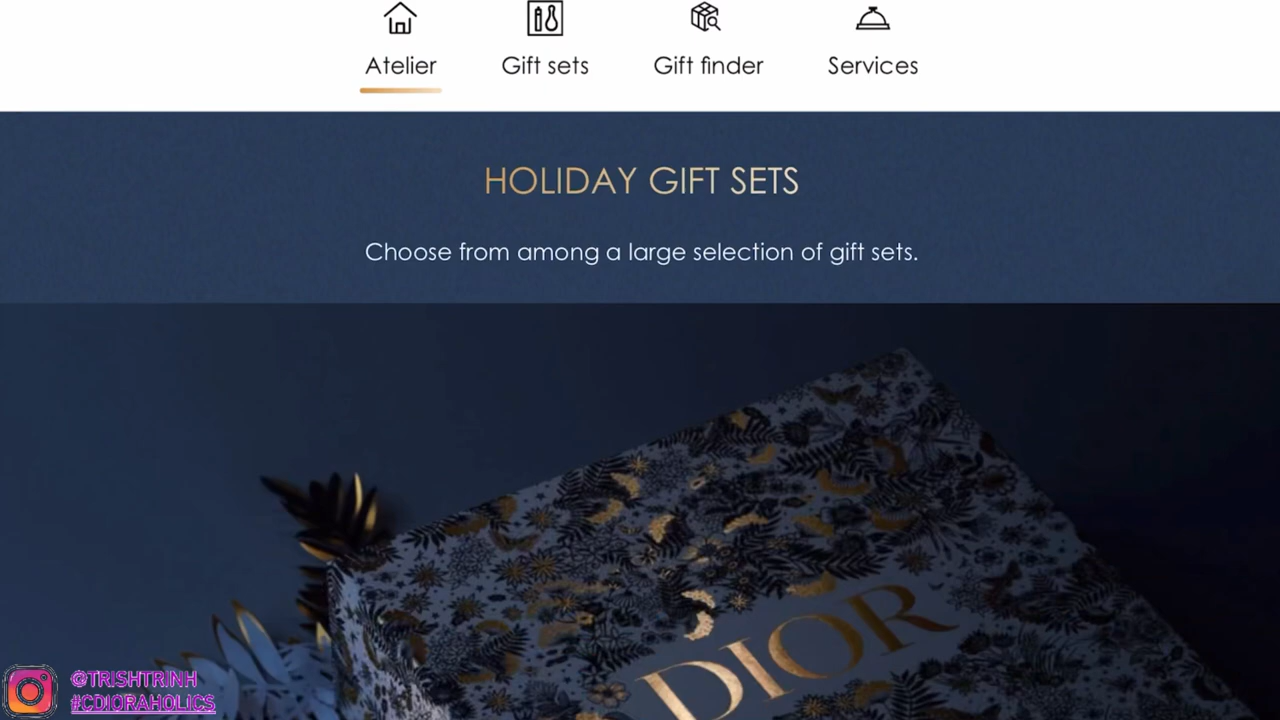 Atelier
Gift sets
Gift finder
Services
HOLIDAY GIFT SETS
Choose from among a large selection of gift sets.
DIOR
@TRISHTRINH
#CDIORAHOLICS